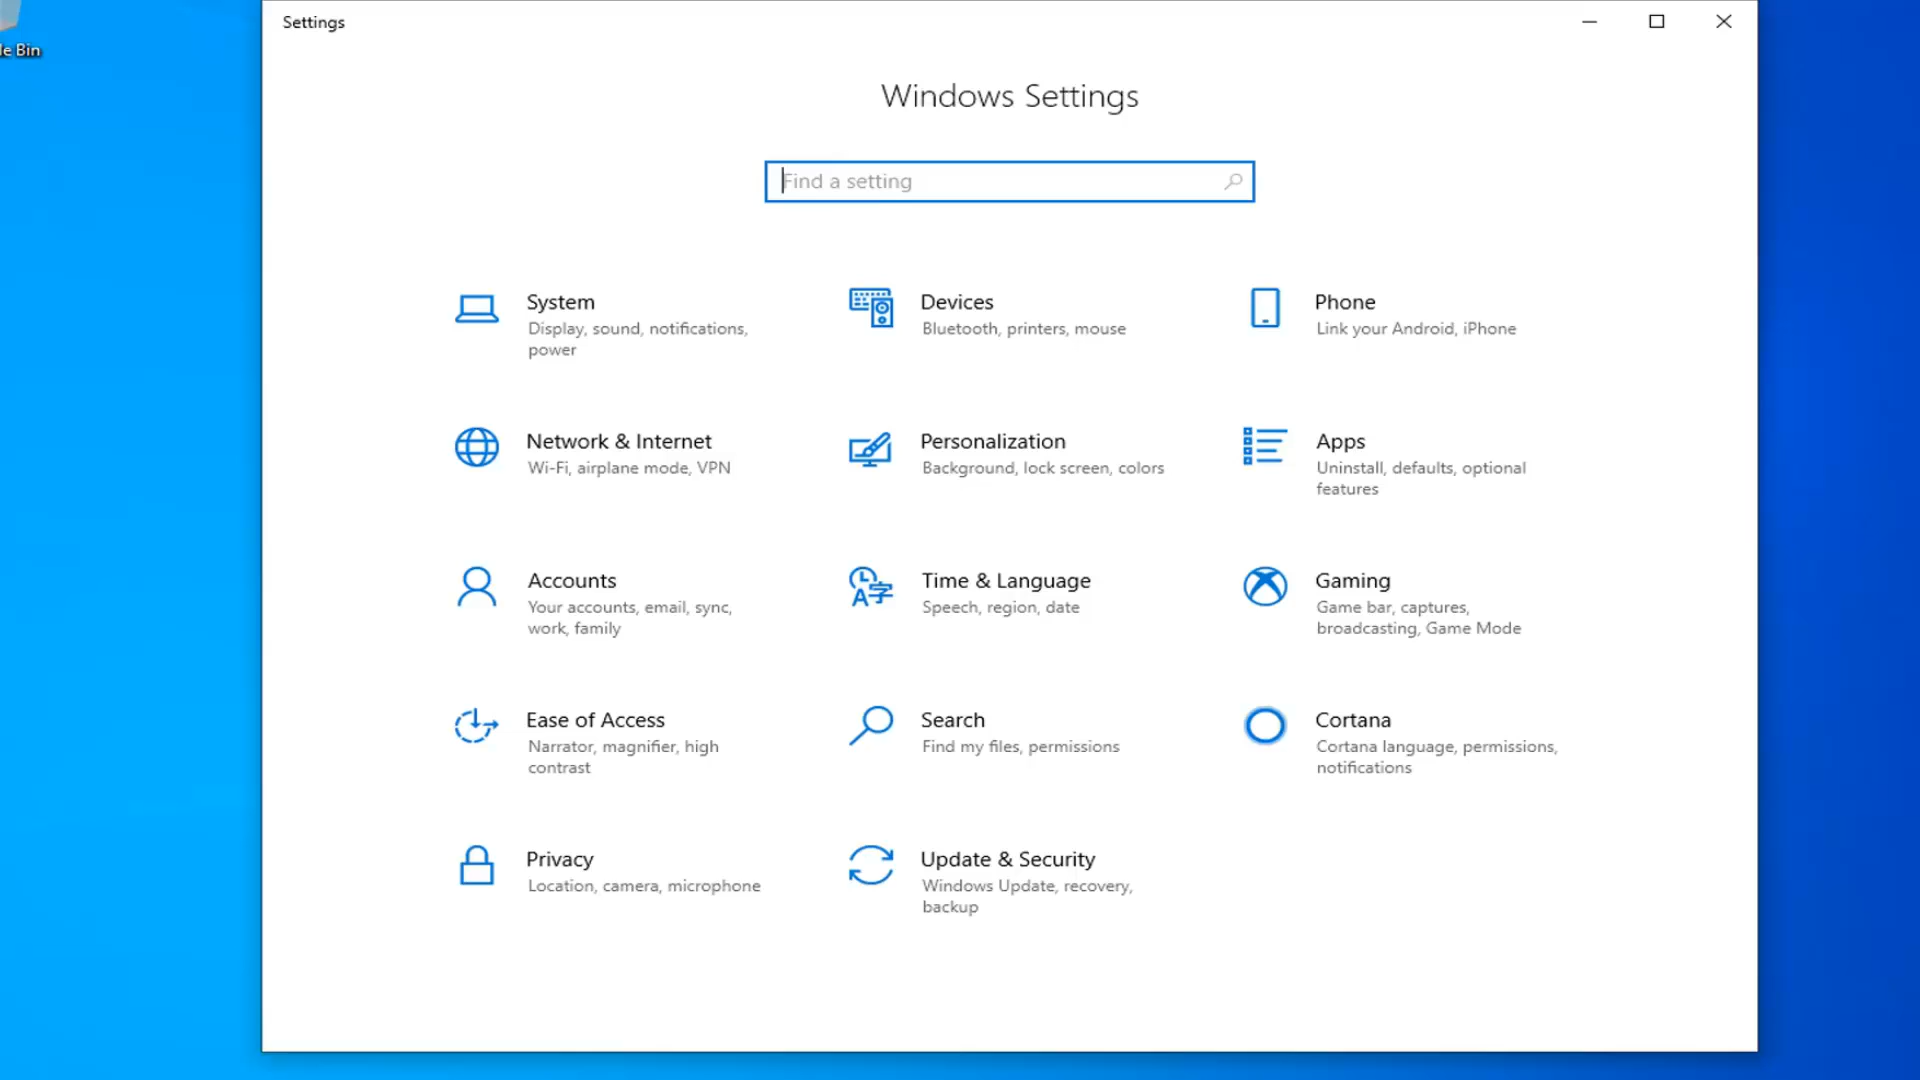 le Bin
Settings
Windows Settings
Find a setting
System
Display, sound, notifications,
power
Devices
Bluetooth, printers, mouse
Phone
Link your Android, iPhone
Network & Internet
Wi-Fi, airplane mode, VPN
Personalization
Background, lock screen, colors
Apps
Uninstall, defaults, optional
features
Accounts
Your accounts, email, sync,
work, family
Time & Language
Speech, region, date
Gaming
Game bar, captures,
broadcasting, Game Mode
Ease of Access
Narrator, magnifier, high
contrast
Search
Find my files, permissions
Cortana
Cortana language, permissions,
notifications
Privacy
Location, camera, microphone
Update & Security
Windows Update, recovery,
backup